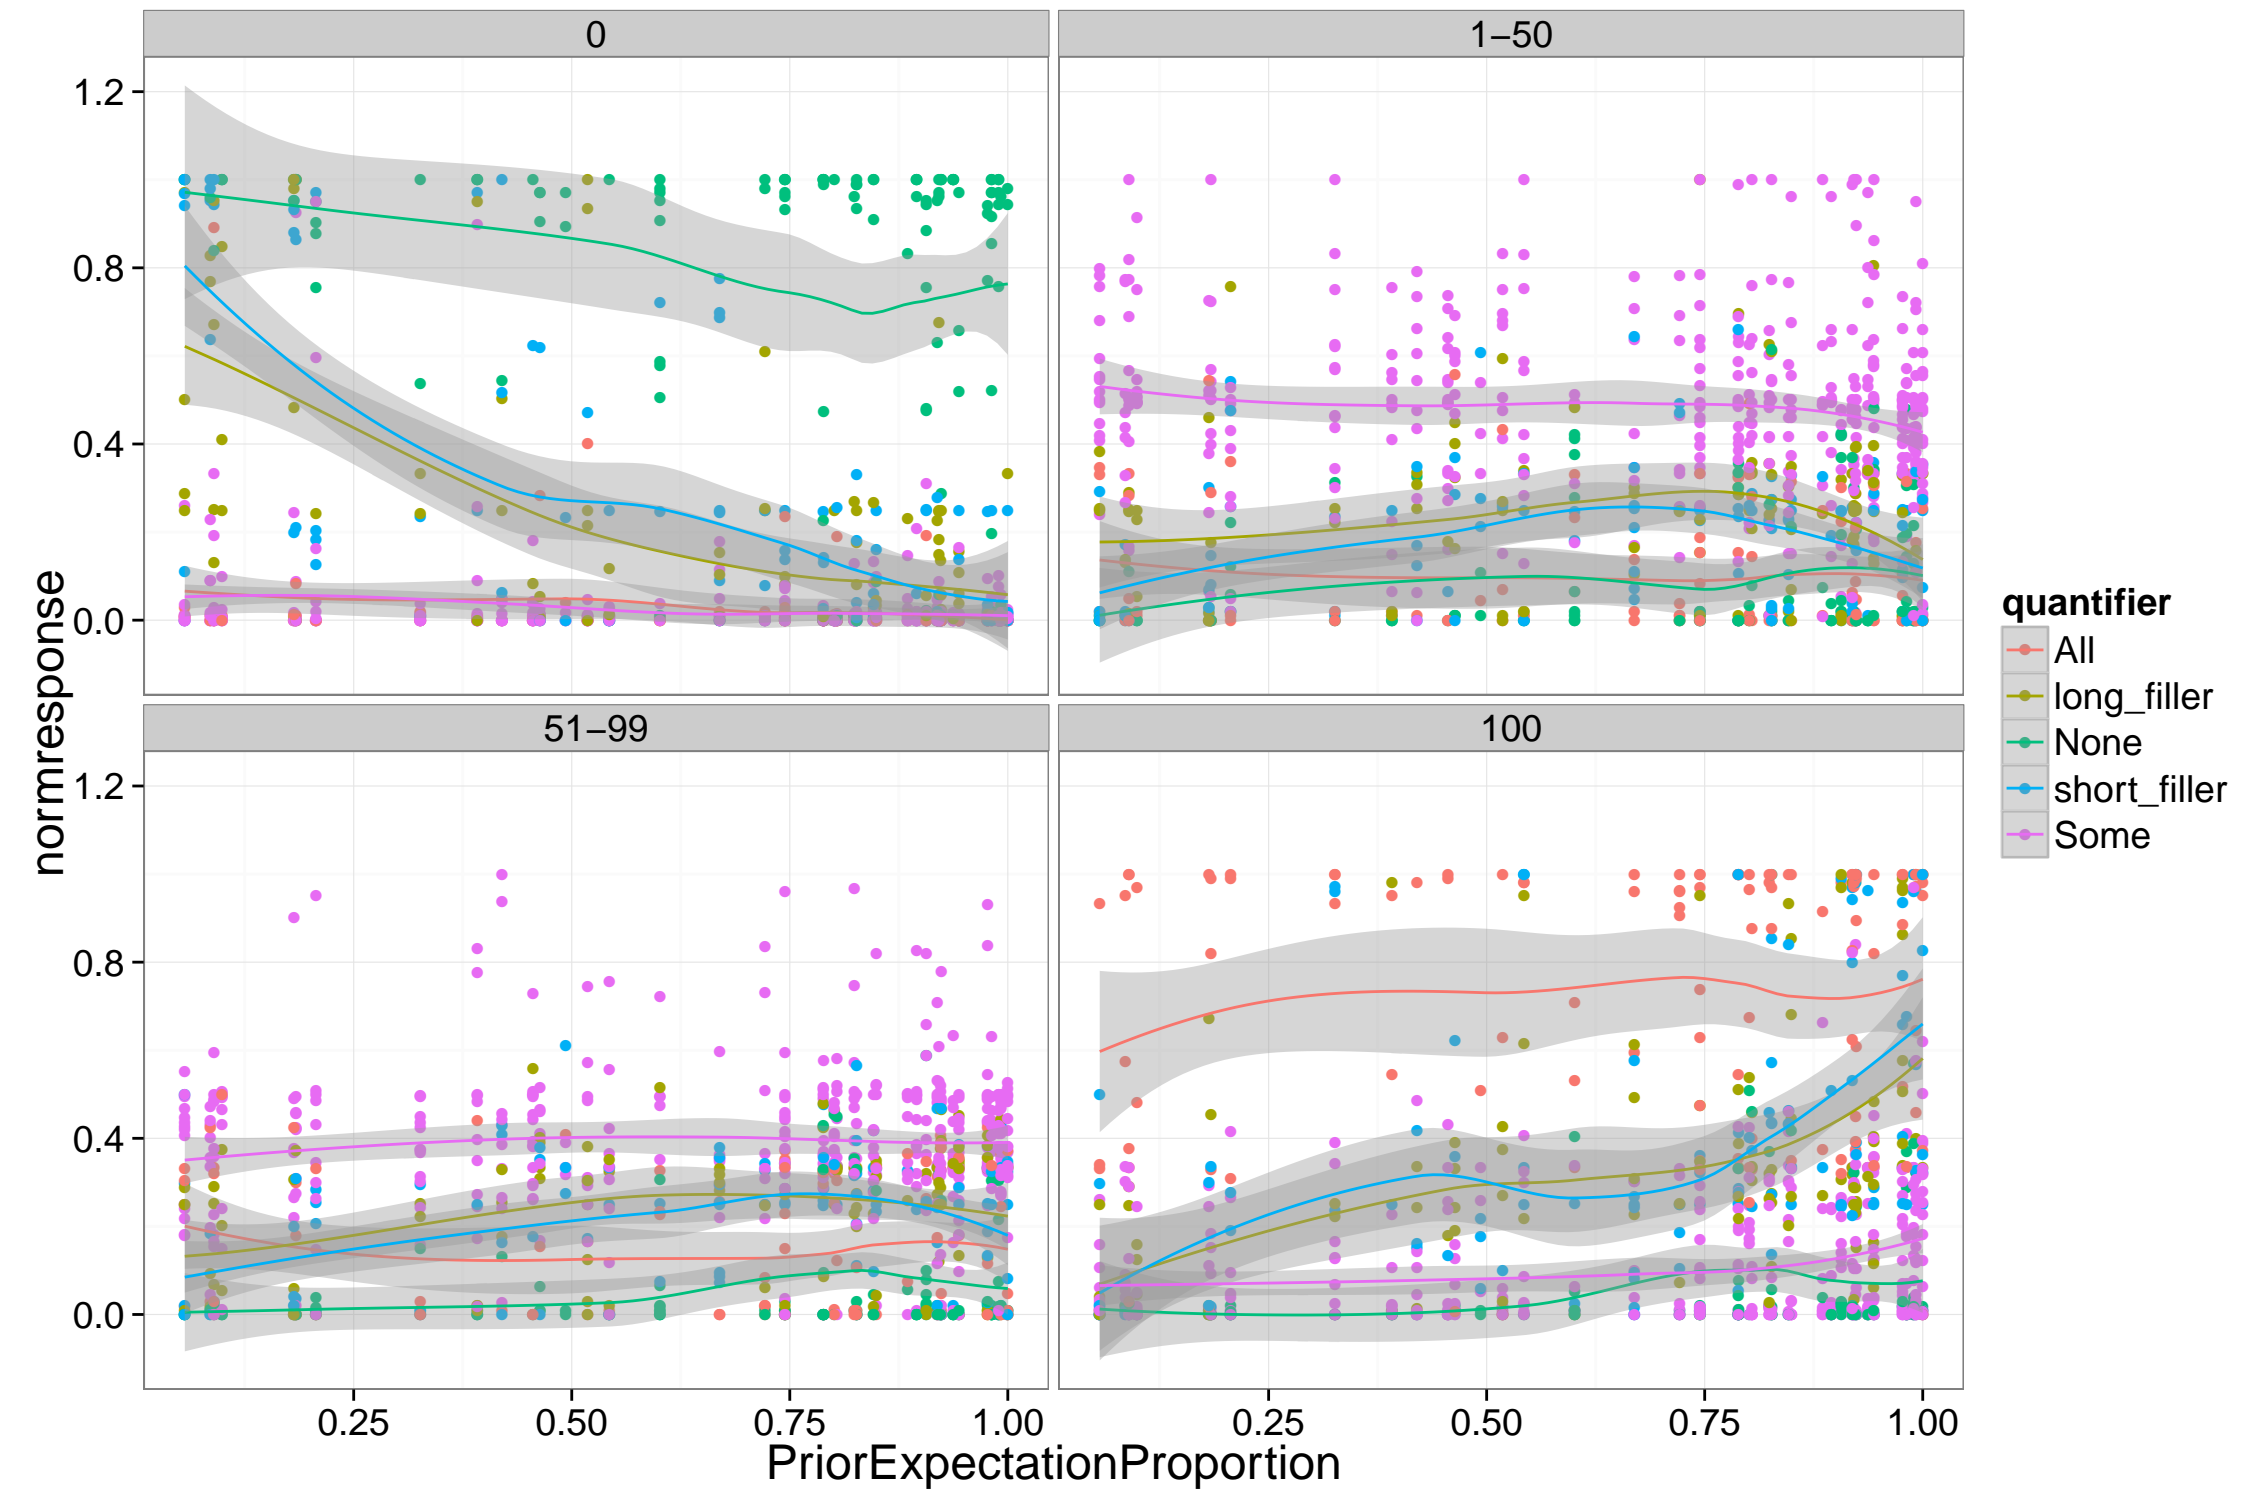 0
1−50
1.2
0.8
0.4
0.0
51−99
100
1.2
0.8
0.4
0.0
normresponse
0.25
0.50
0.75
1.00
0.25
0.50
0.75
1.00
PriorExpectationProportion
quantifier
All
long_filler
None
short_filler
Some